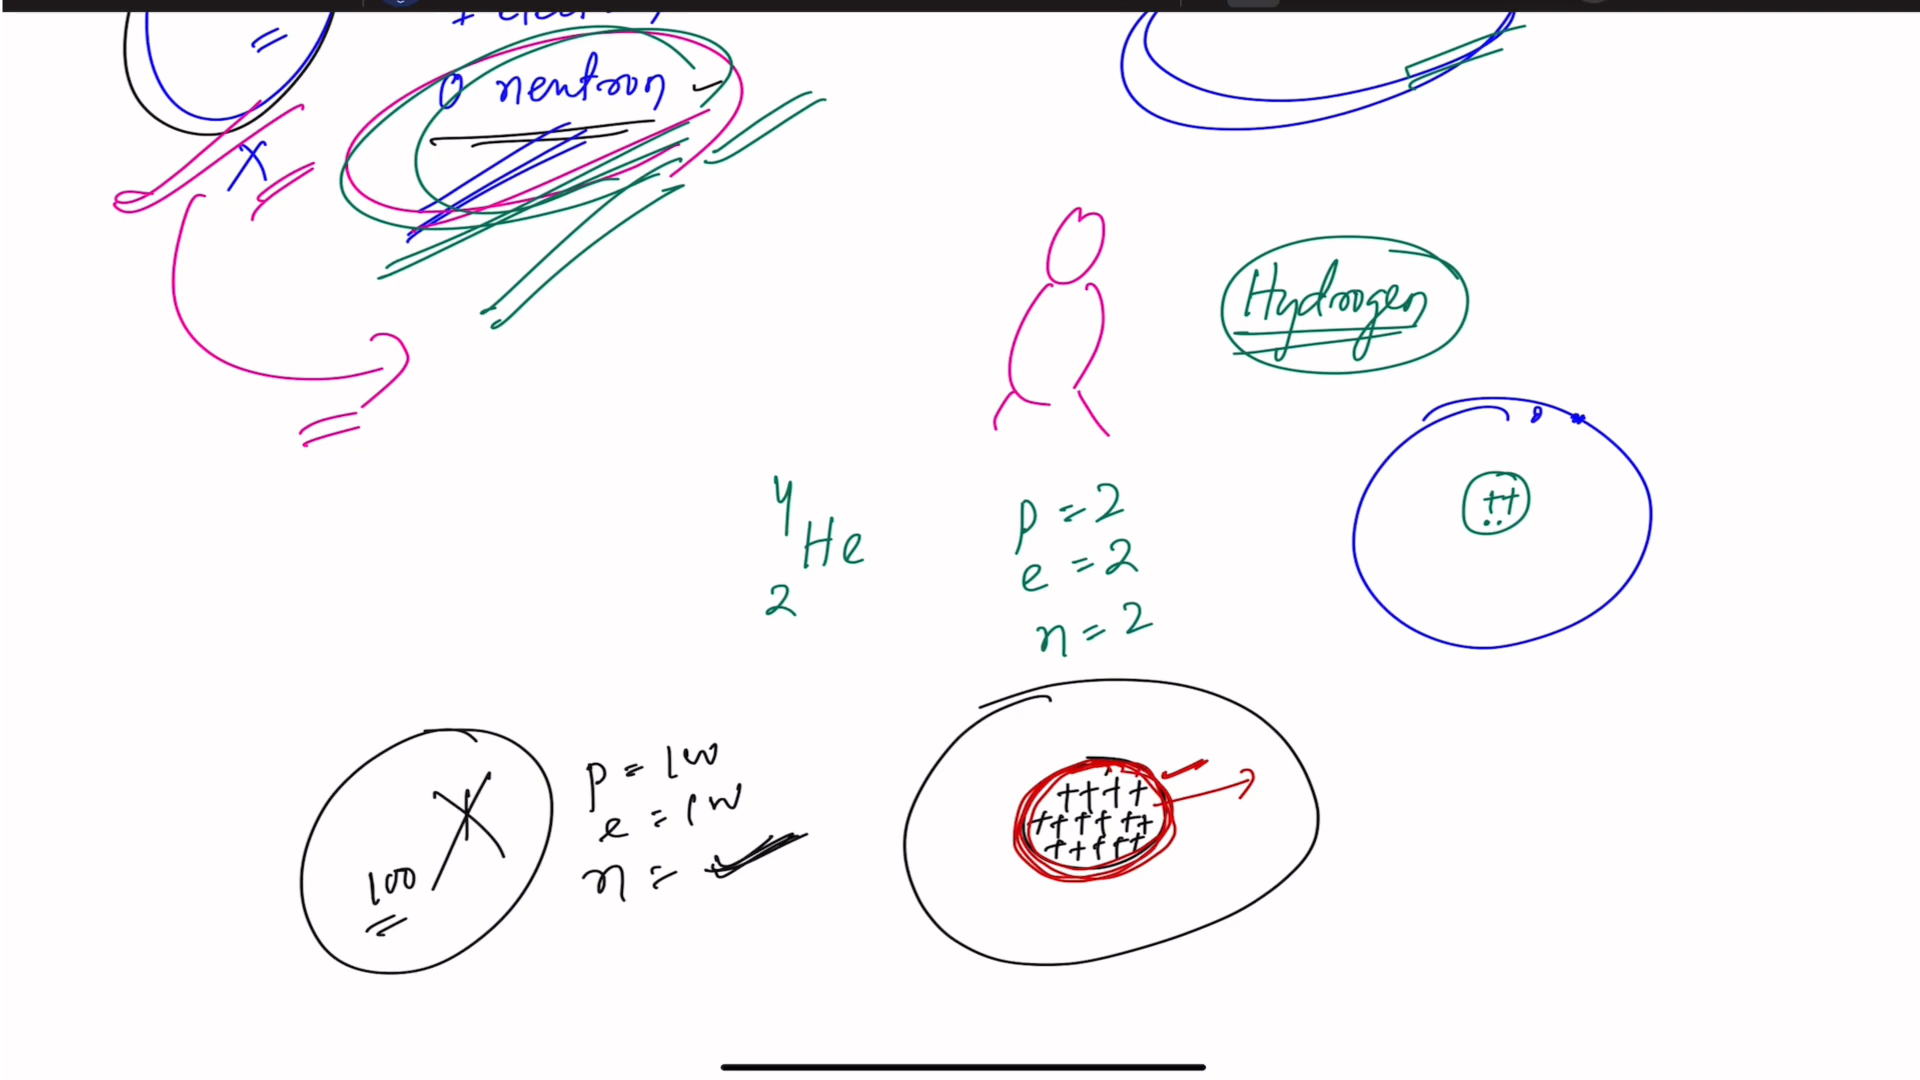 0 neutron
X
Hydrogen
4
He
2
p = 2
e = 2
n = 2
++
X
100
p = 100
e = 100
n =
++++
++++ ++
+++++